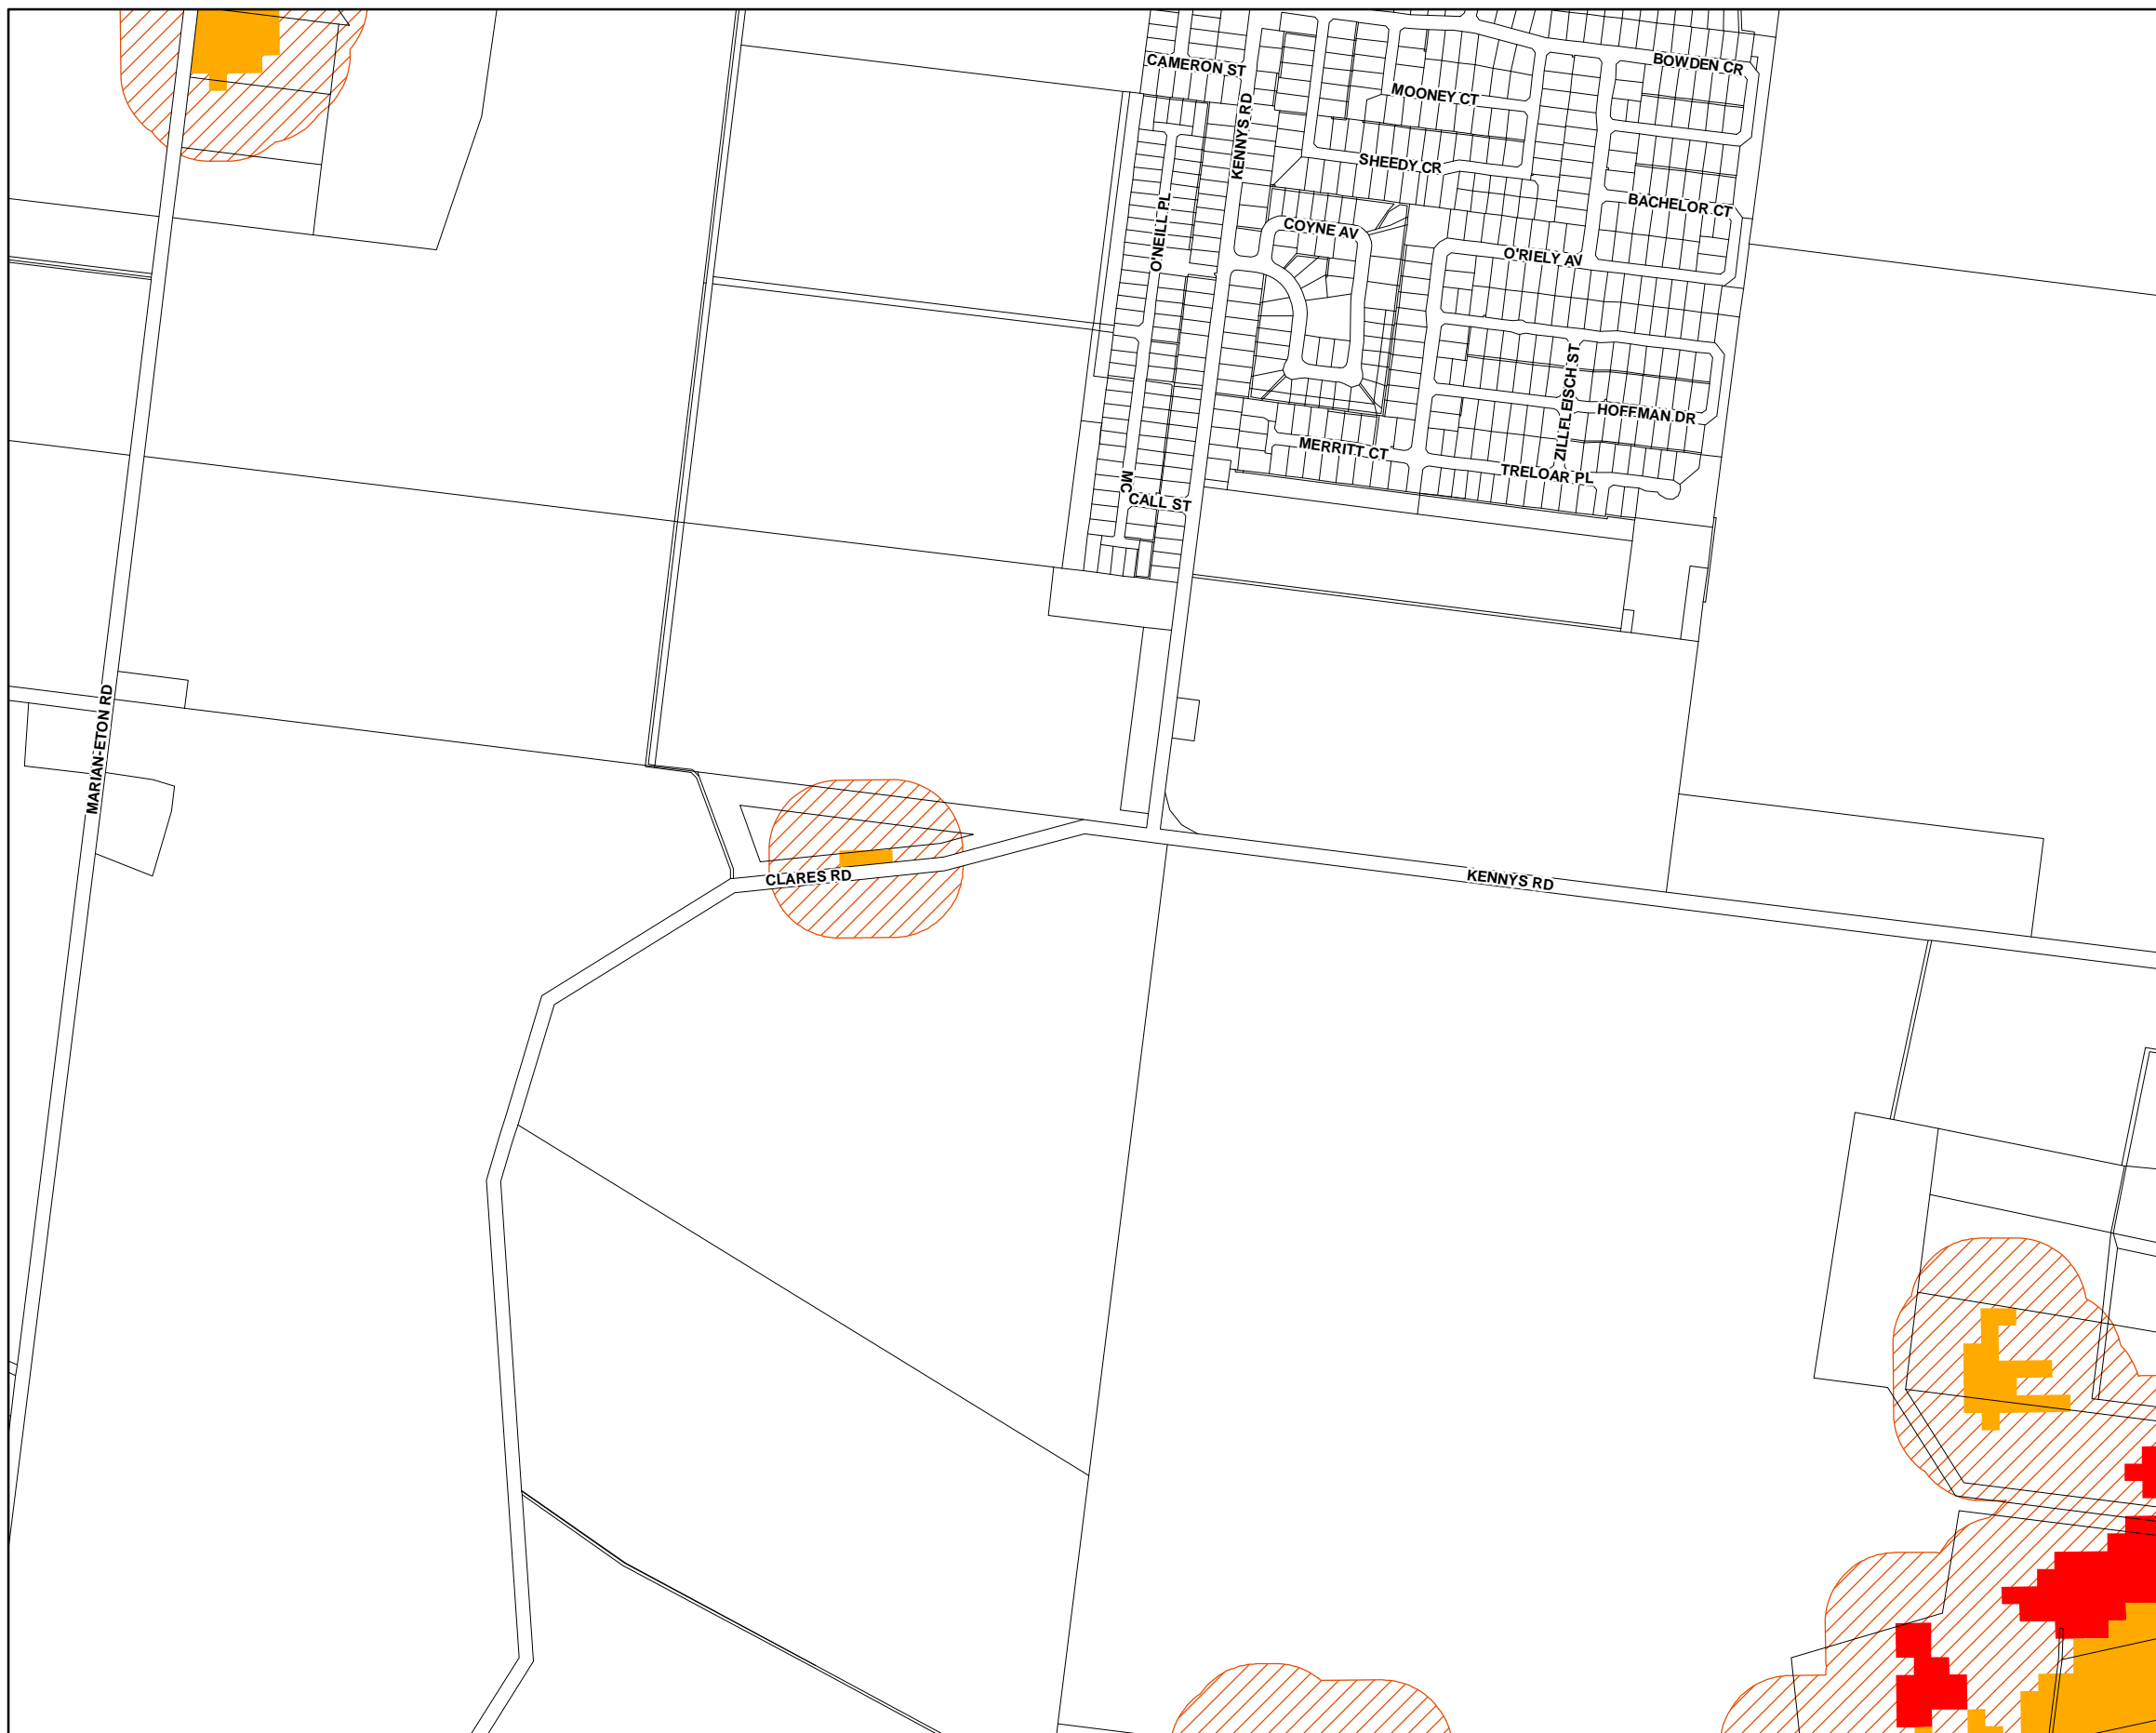 BOWDEN CR
CAMERON ST
MOONEY CT
KENNYS RD
SHEEDY CR
BACHELOR CT
COYNE AV
O'NEILL PL
O'RIELY AV
ZILLFLEISCH ST
HOFFMAN DR
MERRITT CT
TRELOAR PL
MC
CALL ST
MARIAN-ETON RD
CLARES RD
KENNYS RD